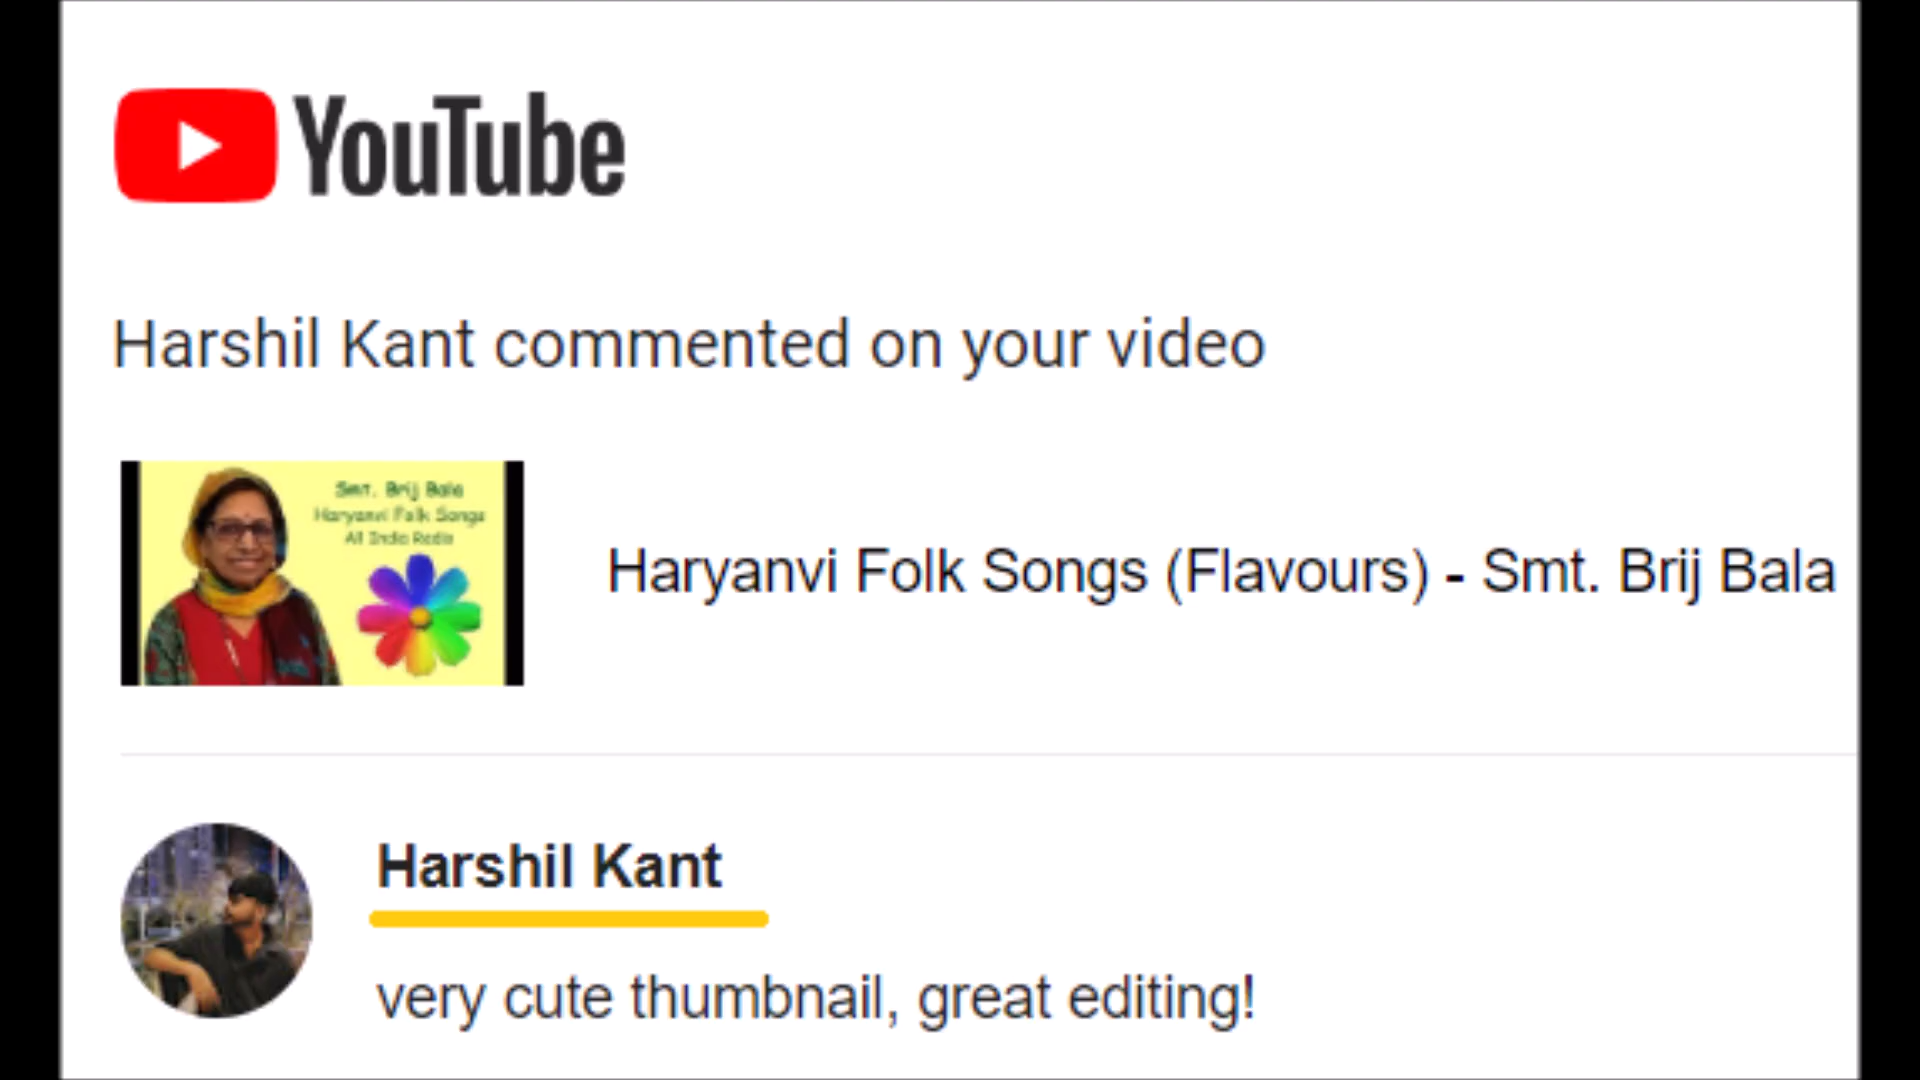 YouTube
Harshil Kant commented on your video
Smt. Brij Bala
Haryanvi Folk Songs
All India Radio
Haryanvi Folk Songs (Flavours) - Smt. Brij Bala
Harshil Kant
very cute thumbnail, great editing!